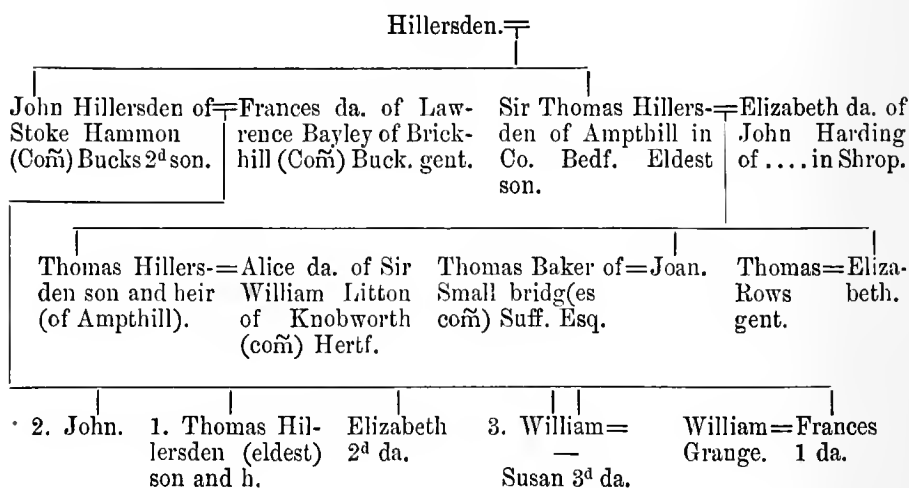 Hillersden.=
John Hillersden of=Frances da. of Law-
Stoke Hammon rence Bayley of Brick-
(Com̃) Bucks 2ᵈ son. hill (Com̃) Buck. gent.
Sir Thomas Hillers-=Elizabeth da. of
den of Ampthill in John Harding
Co. Bedf. Eldest of .... in Shrop.
son.
Thomas Hillers-=Alice da. of Sir
den son and heir William Litton
(of Ampthill). of Knobworth
(com̃) Hertf.
Thomas Baker of=Joan.
Small bridg(es
com̃) Suff. Esq.
Thomas=Eliza-
Rows beth.
gent.
2. John.
1. Thomas Hil-
lersden (eldest)
son and h.
Elizabeth
2ᵈ da.
3. William=
—
Susan 3ᵈ da.
William=Frances
Grange. 1 da.